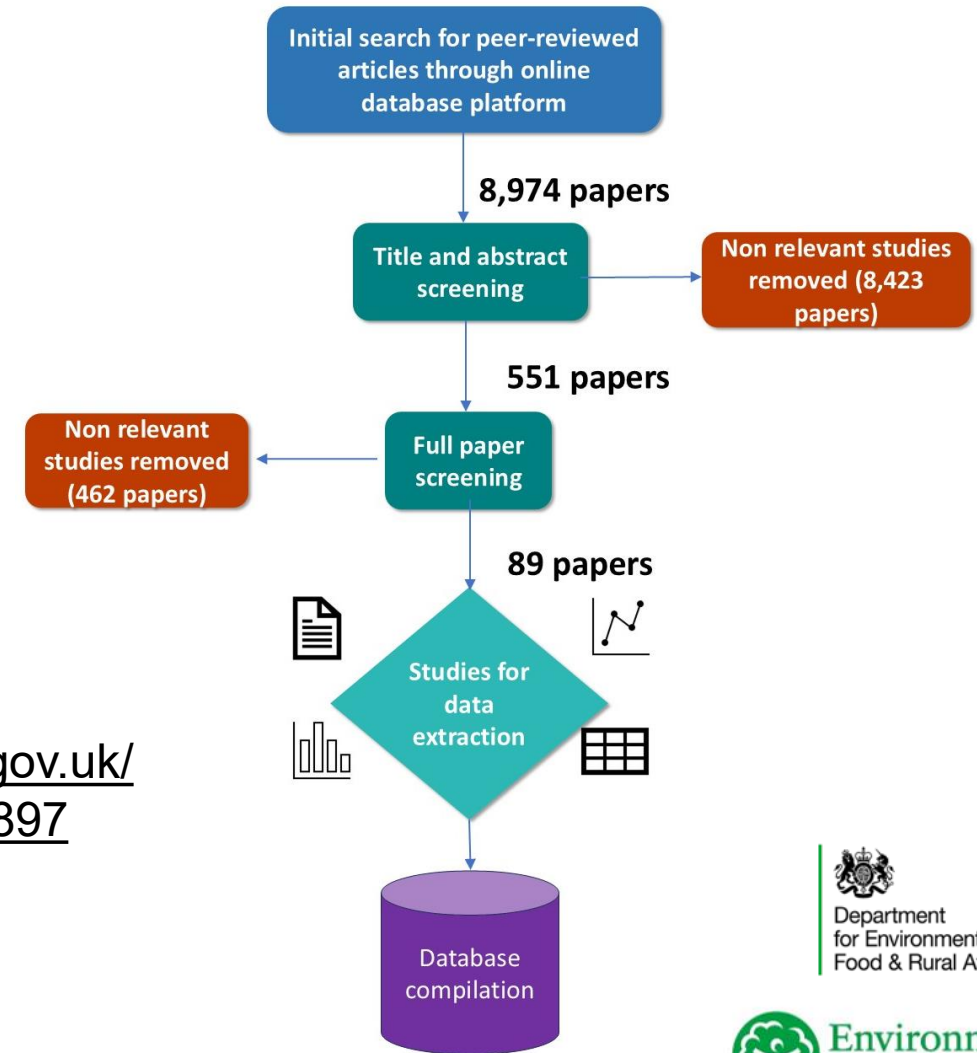 Initial search for peer-reviewed
articles through online
database platform
8,974 papers
Title and abstract
screening
Non relevant studies
removed (8,423
papers)
551 papers
Non relevant
studies removed
(462 papers)
Full paper
screening
89 papers
Studies for
data
extraction
gov.uk/
397
Database
compilation
Department
for Environment
Food & Rural A
Environ